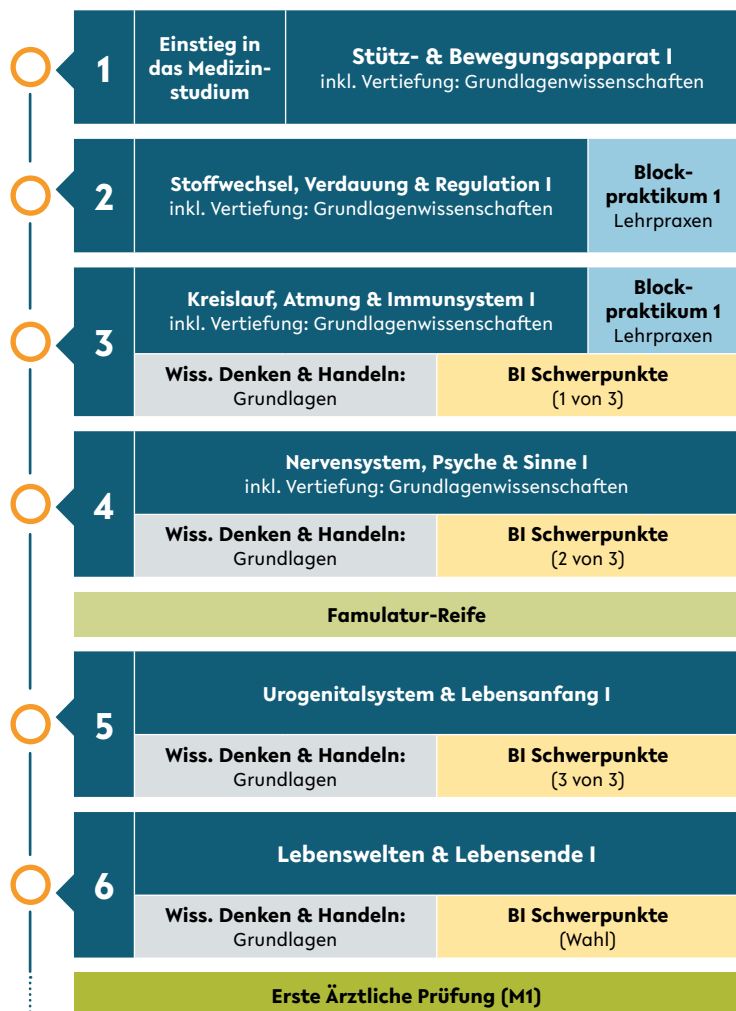 1
Einstieg in
das Medizin-
studium
Stütz- & Bewegungsapparat I
inkl. Vertiefung: Grundlagenwissenschaften
2
Stoffwechsel, Verdauung & Regulation I
inkl. Vertiefung: Grundlagenwissenschaften
Block-
praktikum 1
Lehrpraxen
3
Kreislauf, Atmung & Immunsystem I
inkl. Vertiefung: Grundlagenwissenschaften
Block-
praktikum 1
Lehrpraxen
Wiss. Denken & Handeln:
Grundlagen
BI Schwerpunkte
(1 von 3)
4
Nervensystem, Psyche & Sinne I
inkl. Vertiefung: Grundlagenwissenschaften
Wiss. Denken & Handeln:
Grundlagen
BI Schwerpunkte
(2 von 3)
Famulatur-Reife
5
Urogenitalsystem & Lebensanfang I
Wiss. Denken & Handeln:
Grundlagen
BI Schwerpunkte
(3 von 3)
6
Lebenswelten & Lebensende I
Wiss. Denken & Handeln:
Grundlagen
BI Schwerpunkte
(Wahl)
Erste Ärztliche Prüfung (M1)